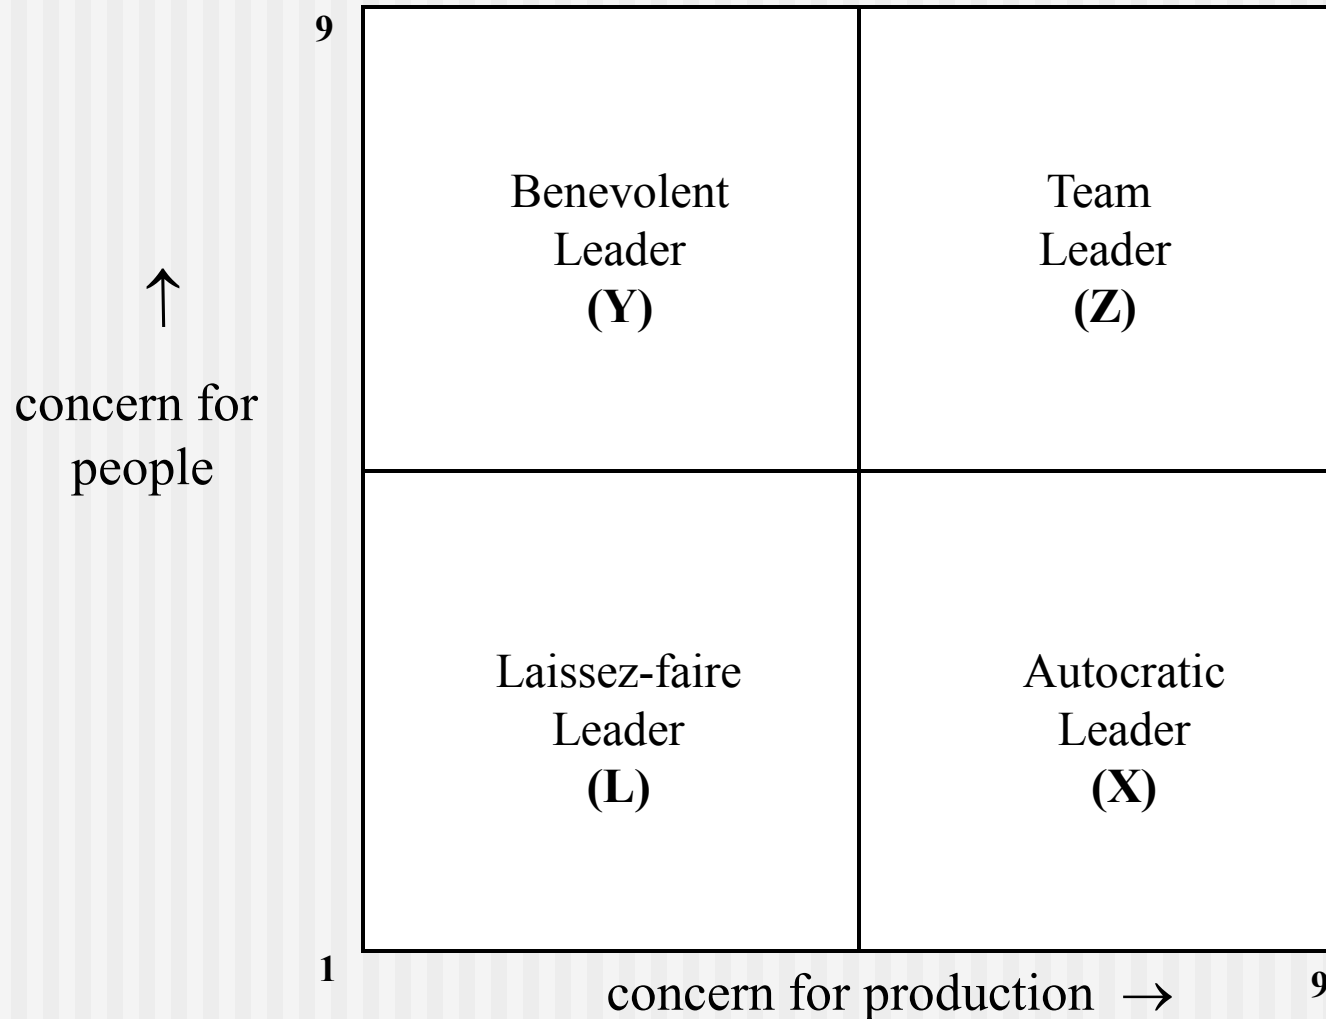 9
Benevolent
Leader
(Y)
Team
Leader
(Z)
↑
concern for
people
Laissez-faire
Leader
(L)
Autocratic
Leader
(X)
1
concern for production →
9